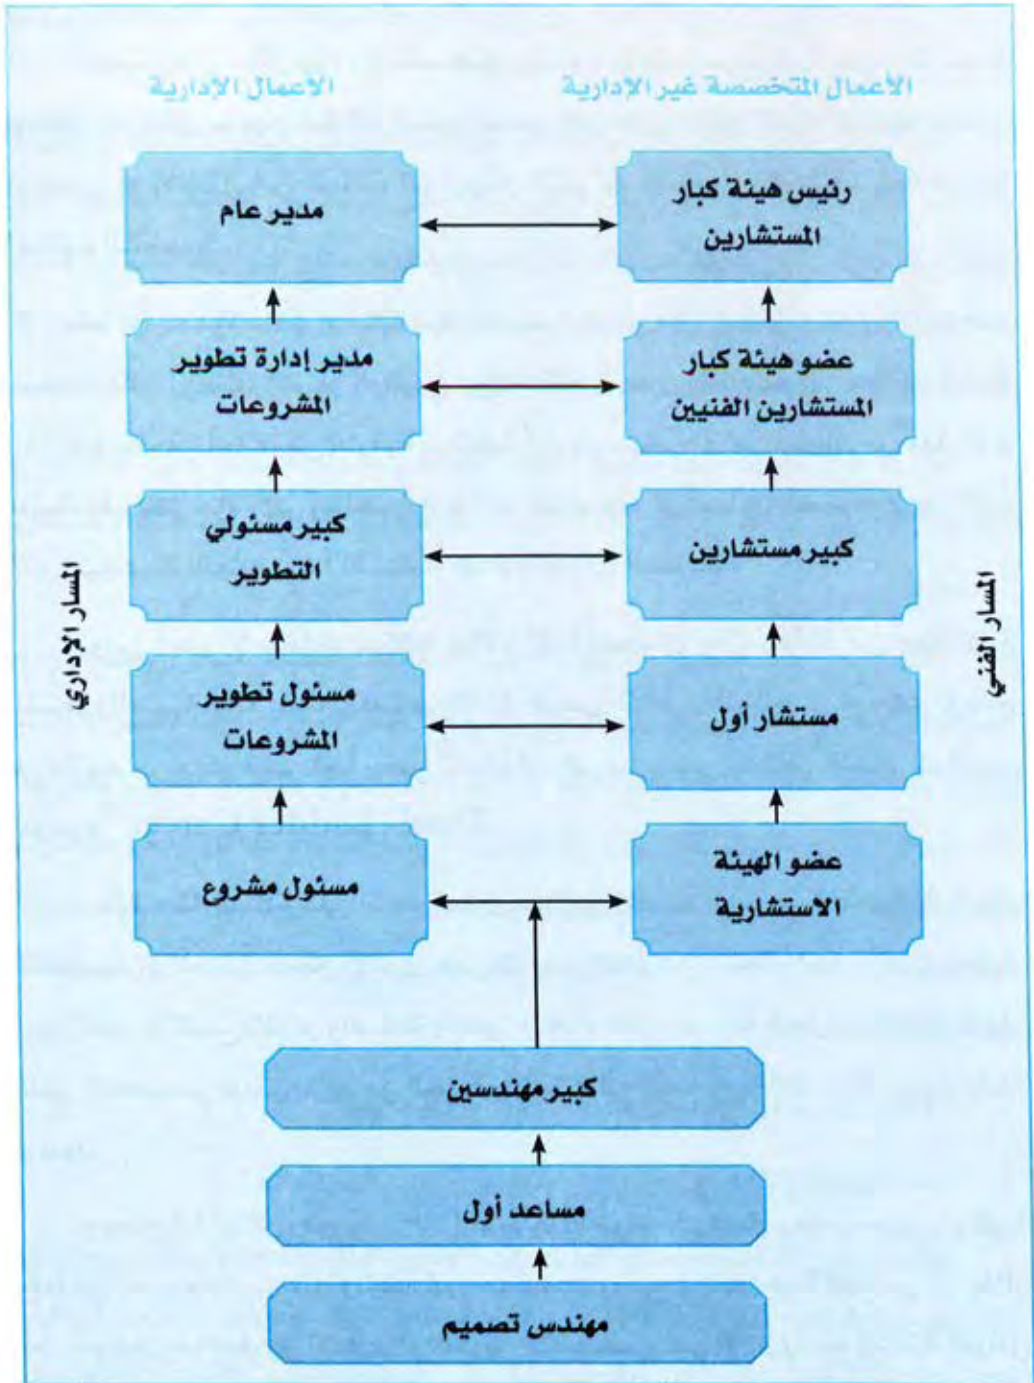 الأعمال المتخصصة غير الإدارية
الأعمال الإدارية
رئيس هيئة كبار
المستشارين
مدير عام
عضو هيئة كبار
المستشارين الفنيين
مدير إدارة تطوير
المشروعات
كبير مستشارين
كبير مسئولي
التطوير
المسار الفني
المسار الإداري
مستشار أول
مسئول تطوير
المشروعات
عضو الهيئة
الاستشارية
مسئول مشروع
كبير مهندسين
مساعد أول
مهندس تصميم